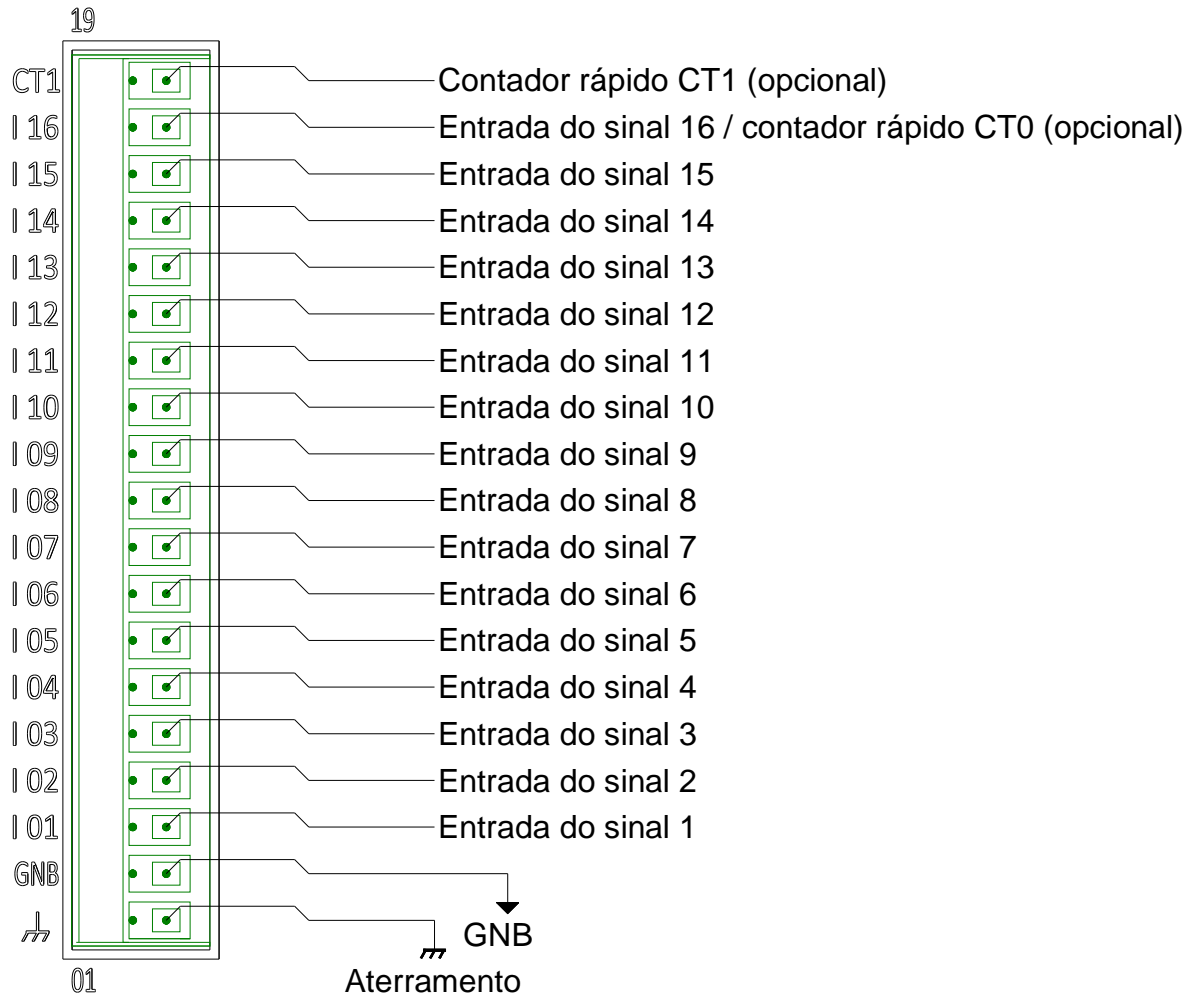 19
CT1 Contador rápido CT1 (opcional)
I 16 Entrada do sinal 16 / contador rápido CT0 (opcional)
I 15 Entrada do sinal 15
I 14 Entrada do sinal 14
I 13 Entrada do sinal 13
I 12 Entrada do sinal 12
I 11 Entrada do sinal 11
I 10 Entrada do sinal 10
I 09 Entrada do sinal 9
I 08 Entrada do sinal 8
I 07 Entrada do sinal 7
I 06 Entrada do sinal 6
I 05 Entrada do sinal 5
I 04 Entrada do sinal 4
I 03 Entrada do sinal 3
I 02 Entrada do sinal 2
I 01 Entrada do sinal 1
GNB
GNB
01
Aterramento